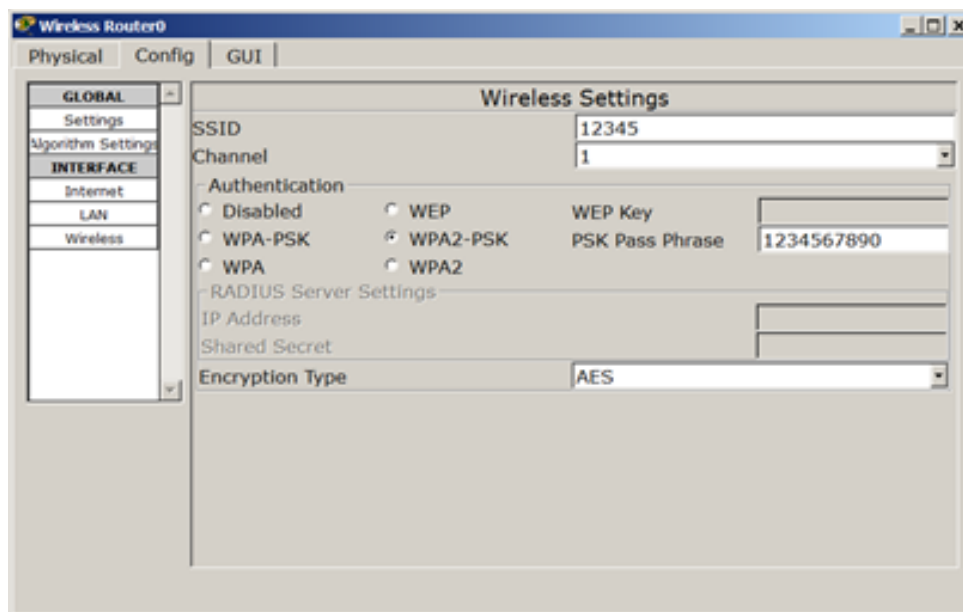 Wireless Router0
Physical Config GUI
GLOBAL
Settings
Algorithm Settings
INTERFACE
Internet
LAN
Wireless
Wireless Settings
SSID 12345
Channel 1
Authentication
Disabled WEP WEP Key
WPA-PSK WPA2-PSK PSK Pass Phrase 1234567890
WPA WPA2
RADIUS Server Settings
IP Address
Shared Secret
Encryption Type AES